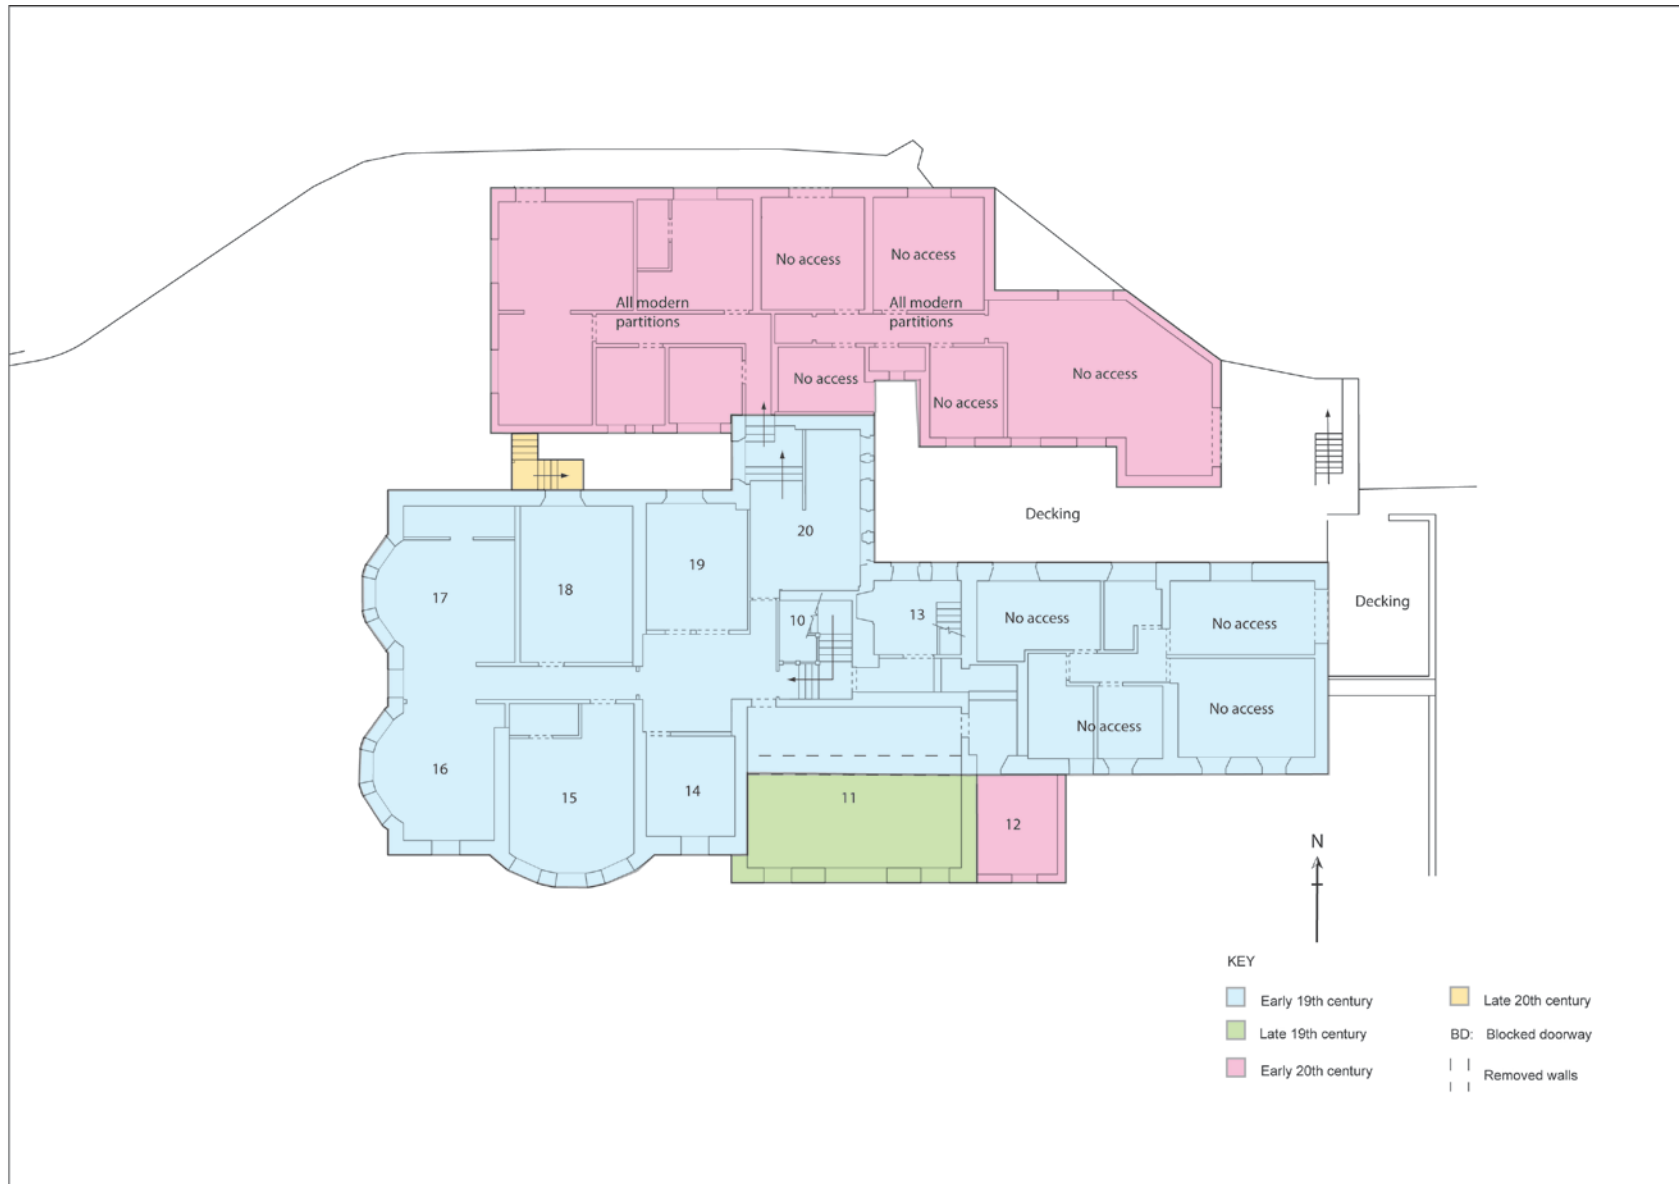 No access
No access
All modern
partitions
All modern
partitions
No access
No access
No access
Decking
20
19
18
17
10
13
No access
No access
Decking
No access
No access
16
15
14
11
12
N
KEY
Early 19th century
Late 19th century
Early 20th century
Late 20th century
BD: Blocked doorway
Removed walls